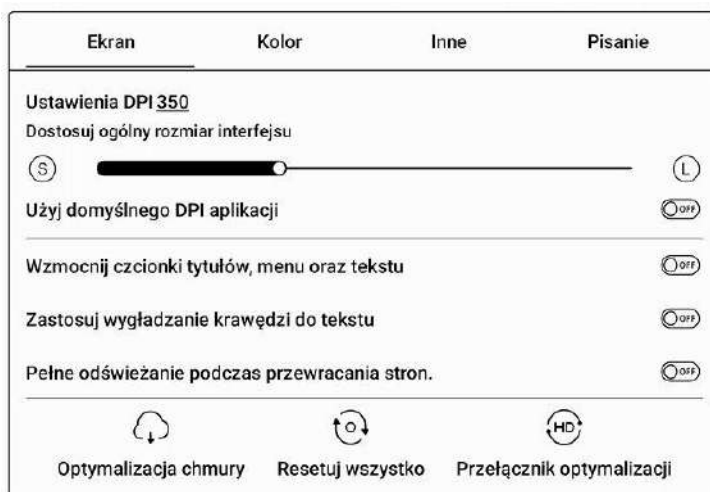 Ekran Kolor Inne Pisanie
Ustawienia DPI 350
Dostosuj ogólny rozmiar interfejsu
S L
Użyj domyślnego DPI aplikacji OFF
Wzmocnij czcionki tytułów, menu oraz tekstu OFF
Zastosuj wygładzanie krawędzi do tekstu OFF
Pełne odświeżanie podczas przewracania stron. OFF
HD
Optymalizacja chmury Resetuj wszystko Przełącznik optymalizacji